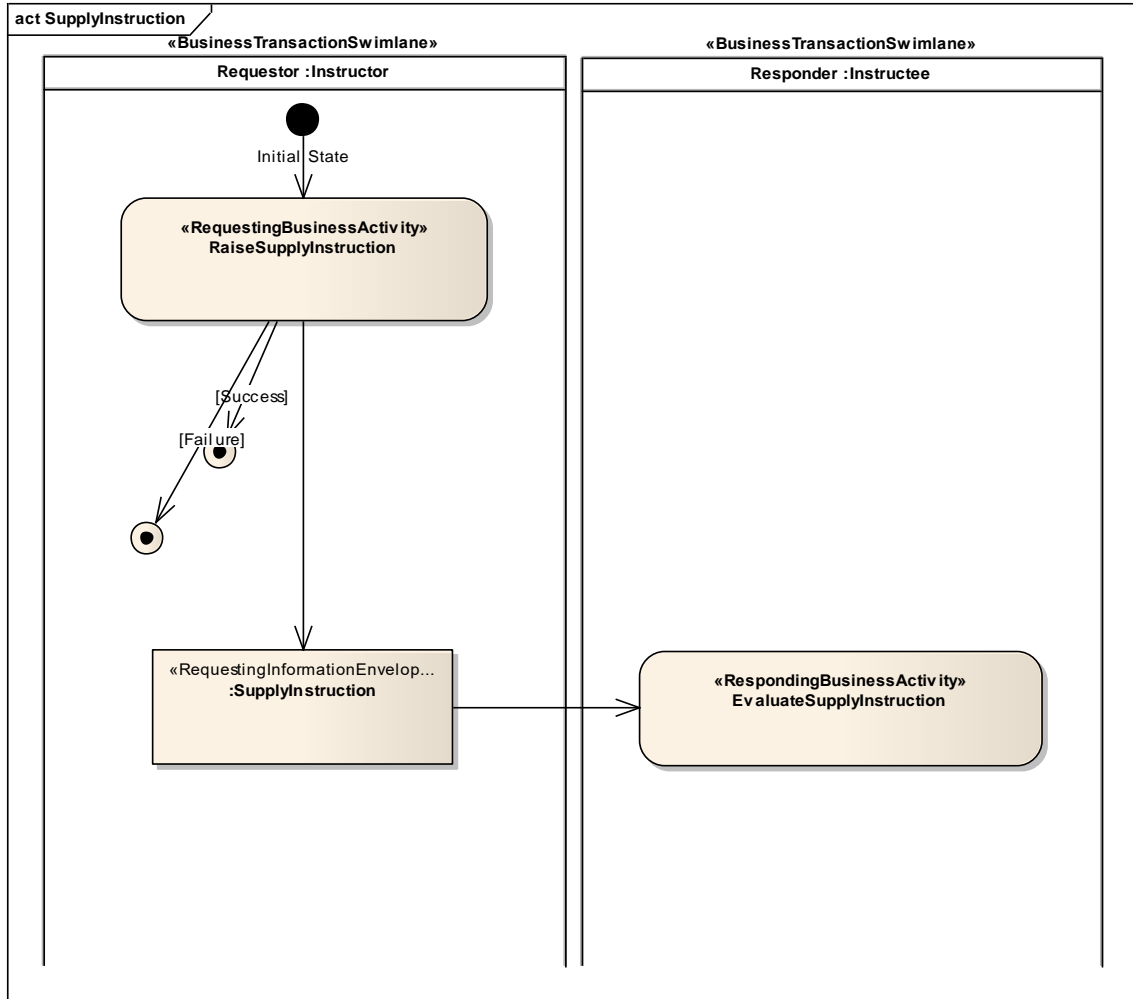 act SupplyInstruction
«BusinessTransactionSwimlane»
Requestor :Instructor
«BusinessTransactionSwimlane»
Responder :Instructee
Initial State
«RequestingBusinessActivity»
RaiseSupplyInstruction
[Success]
[Failure]
«RequestingInformationEnvelop...
:SupplyInstruction
«RespondingBusinessActivity»
EvaluateSupplyInstruction